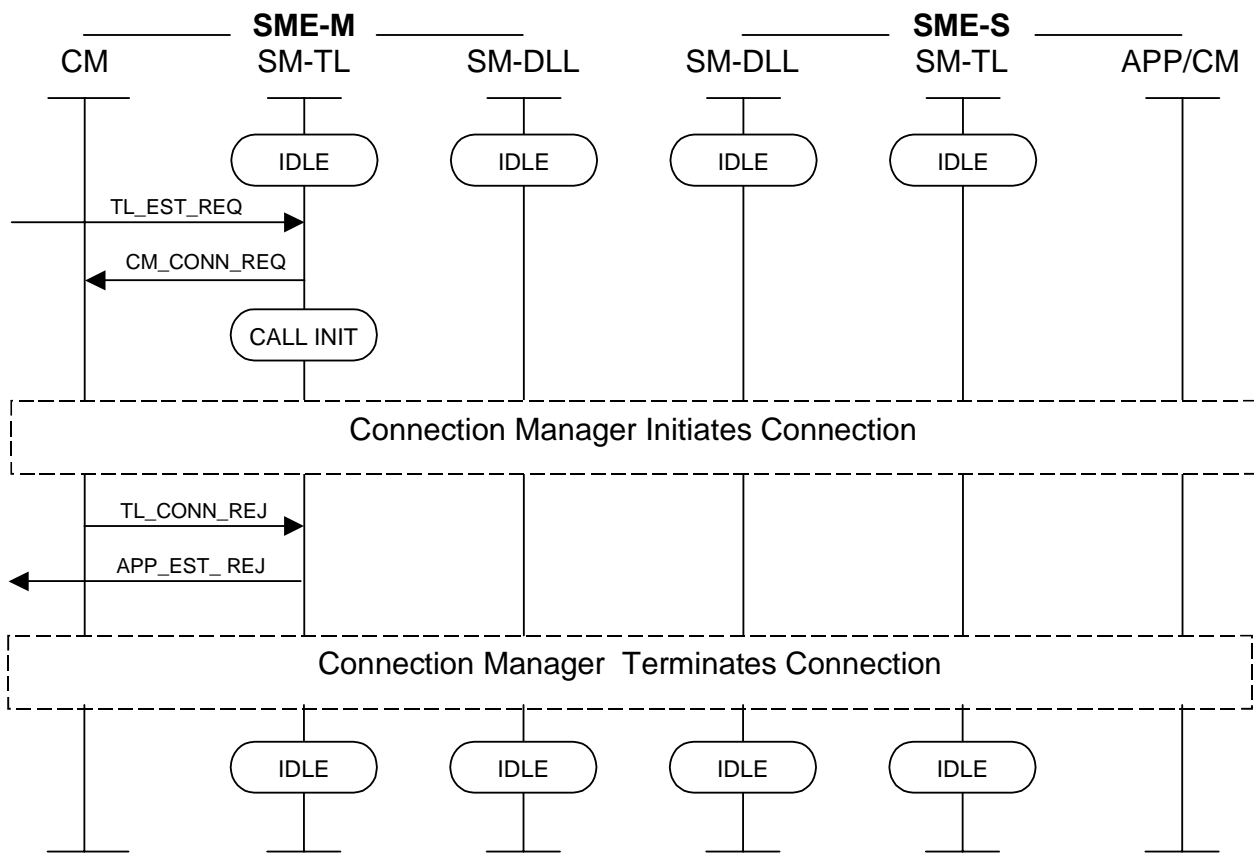 SME-M SME-S
CM SM-TL SM-DLL SM-DLL SM-TL APP/CM
IDLE IDLE IDLE IDLE
TL_EST_REQ
CM_CONN_REQ
CALL INIT
Connection Manager Initiates Connection
TL_CONN_REJ
APP_EST_ REJ
Connection Manager Terminates Connection
IDLE IDLE IDLE IDLE